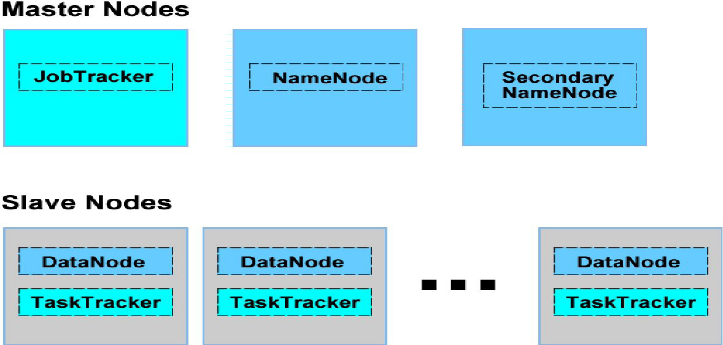 Master Nodes
JobTracker
NameNode
Secondary
NameNode
Slave Nodes
DataNode
TaskTracker
DataNode
TaskTracker
DataNode
TaskTracker